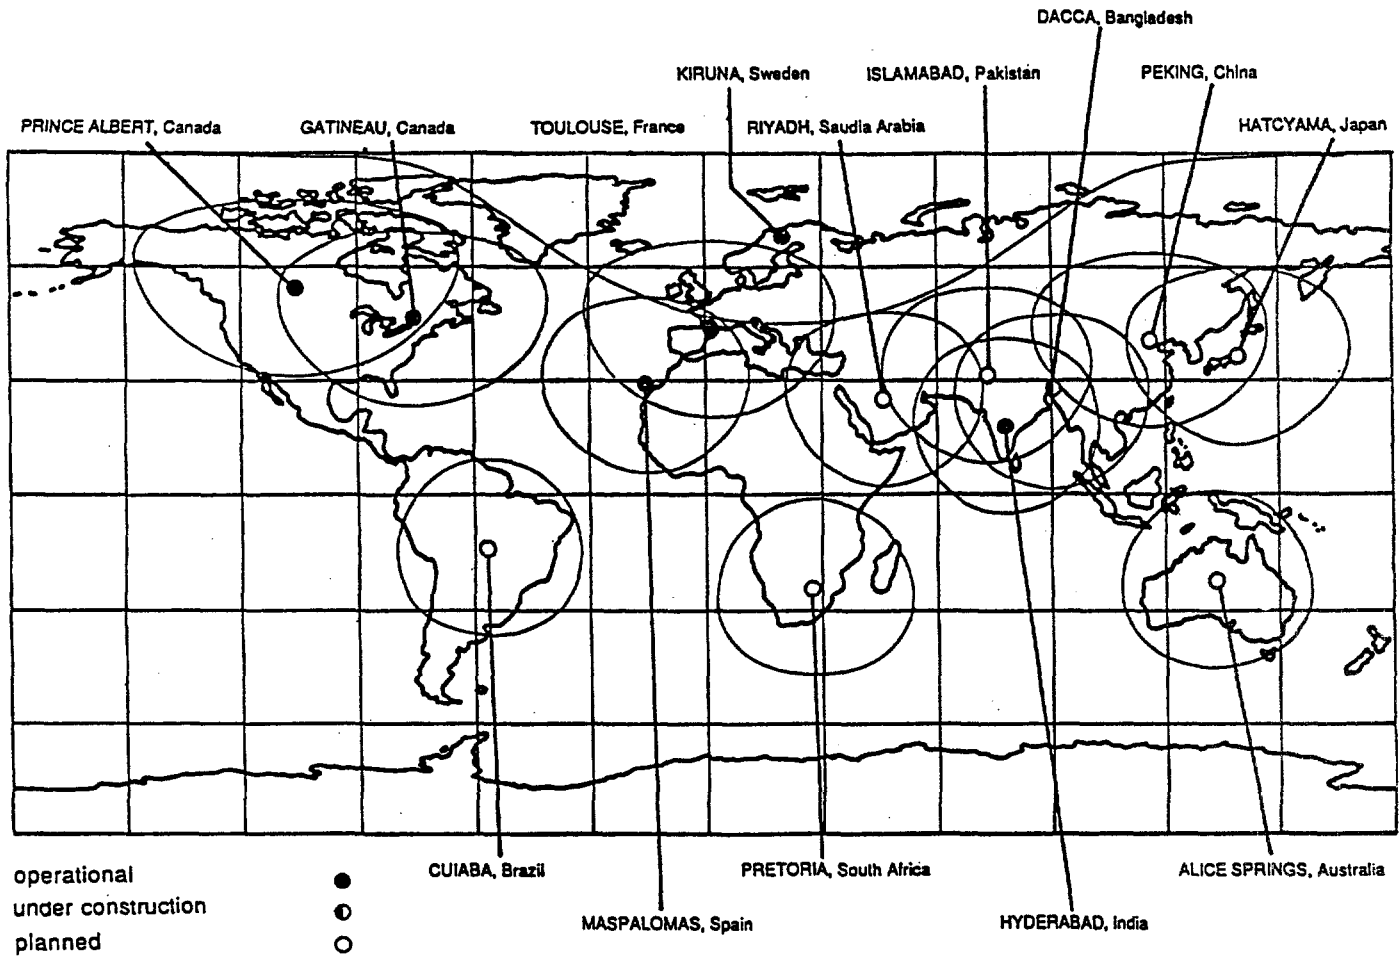 DACCA, Bangladesh
KIRUNA, Sweden
ISLAMABAD, Pakistan
PEKING, China
PRINCE ALBERT, Canada
GATINEAU, Canada
TOULOUSE, France
RIYADH, Saudia Arabia
HATCYAMA, Japan
CUIABA, Brazil
PRETORIA, South Africa
ALICE SPRINGS, Australia
MASPALOMAS, Spain
HYDERABAD, India
operational
under construction
planned